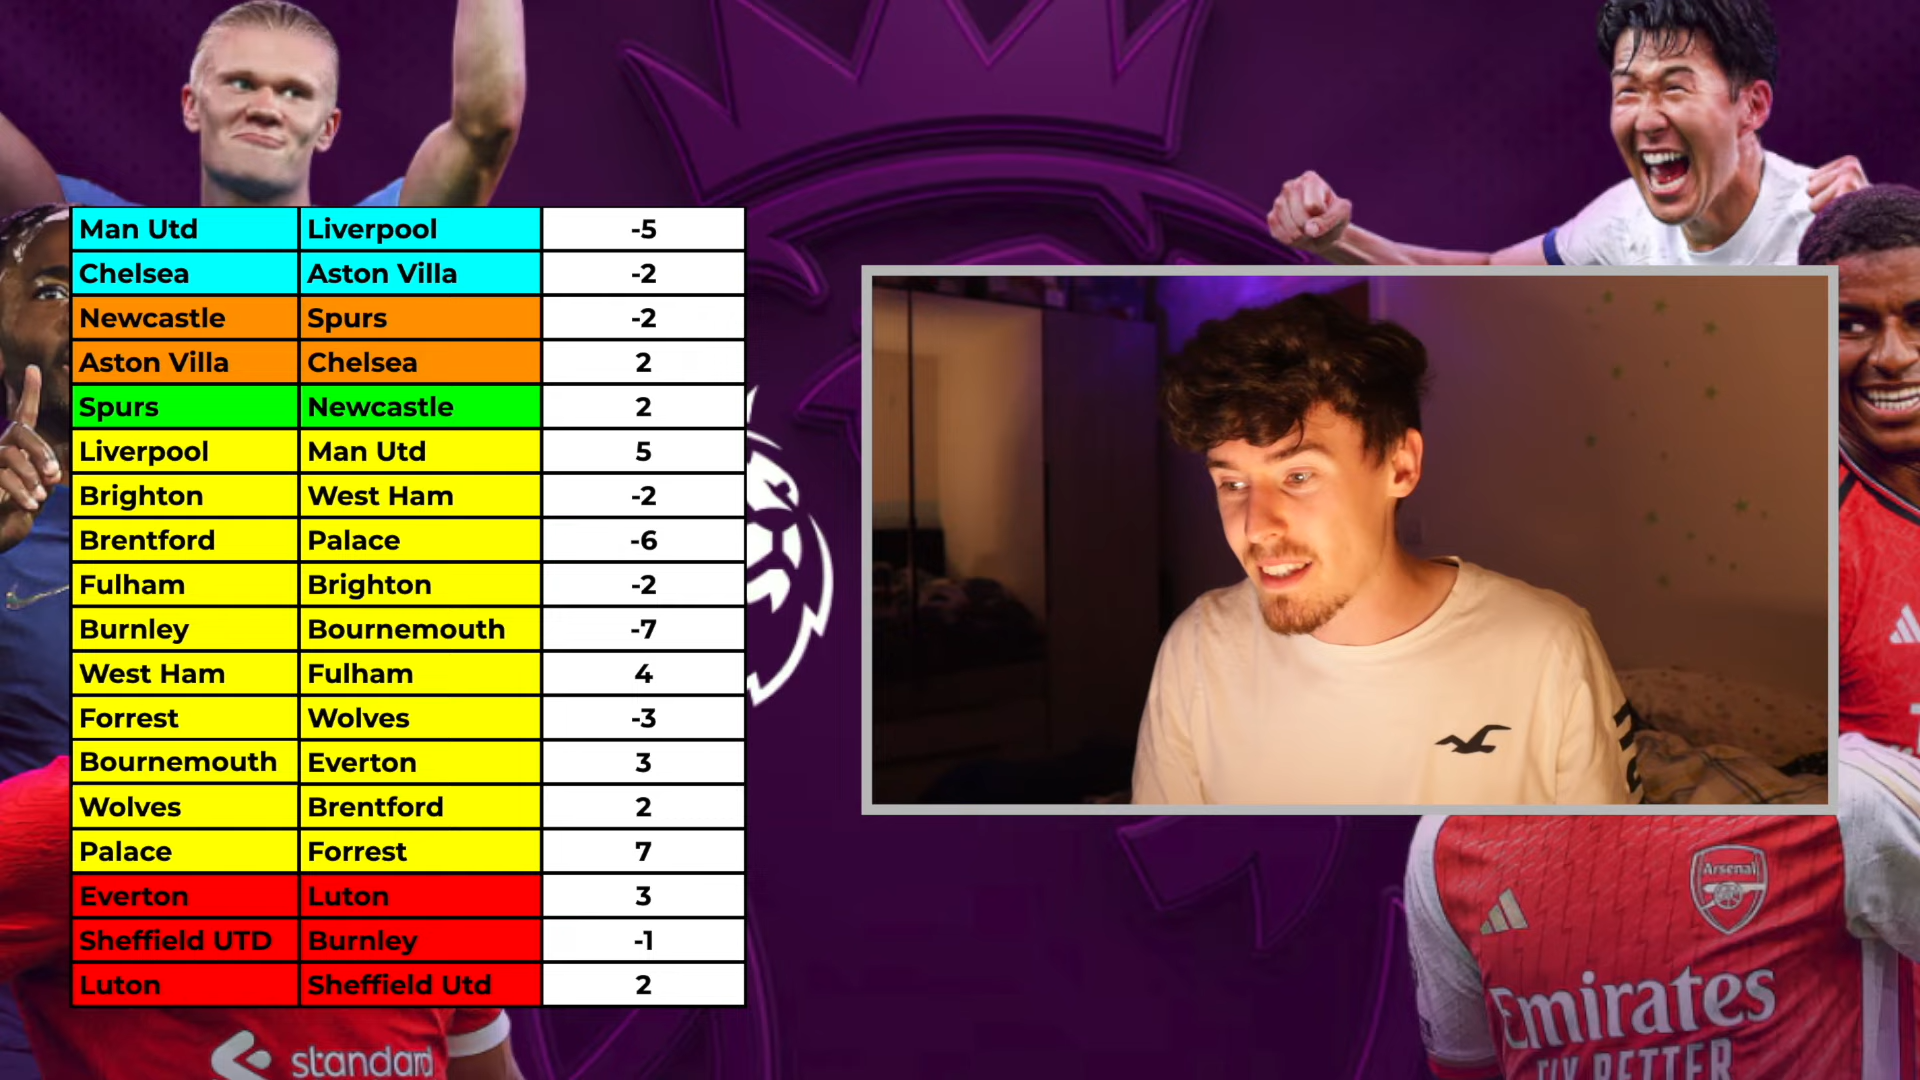 Man Utd Liverpool -5
Chelsea Aston Villa -2
Newcastle Spurs -2
Aston Villa Chelsea 2
Spurs Newcastle 2
Liverpool Man Utd 5
Brighton West Ham -2
Brentford Palace -6
Fulham Brighton -2
Burnley Bournemouth -7
West Ham Fulham 4
Forrest Wolves -3
Bournemouth Everton 3
Wolves Brentford 2
Palace Forrest 7
Everton Luton 3
Sheffield UTD Burnley -1
Luton Sheffield Utd 2
standard
Arsenal
Emirates
FLY BETTER